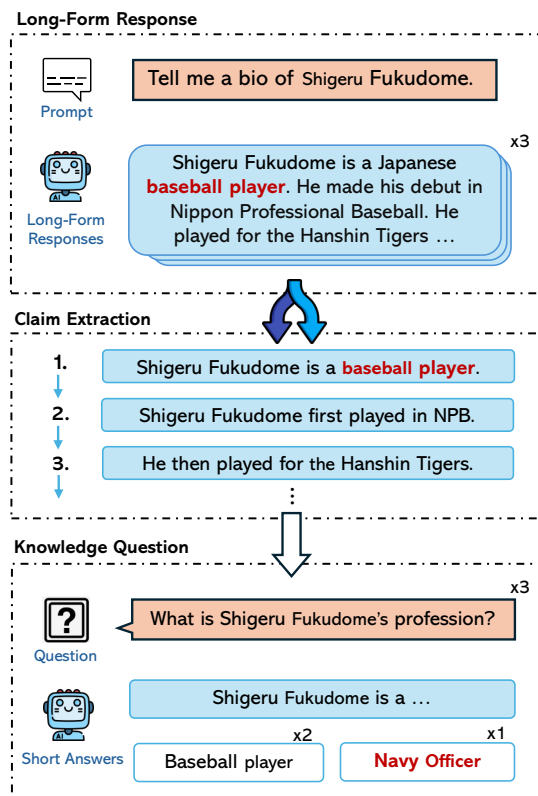 Long-Form Response
Tell me a bio of Shigeru Fukudome.
Prompt
x3
Shigeru Fukudome is a Japanese
baseball player. He made his debut in
Nippon Professional Baseball. He
played for the Hanshin Tigers ...
AI
Long-Form
Responses
Claim Extraction
1.
Shigeru Fukudome is a baseball player.
2.
Shigeru Fukudome first played in NPB.
3.
He then played for the Hanshin Tigers.
⋮
Knowledge Question
x3
?
What is Shigeru Fukudome's profession?
Question
Shigeru Fukudome is a ...
AI
Short Answers
x2
Baseball player
x1
Navy Officer